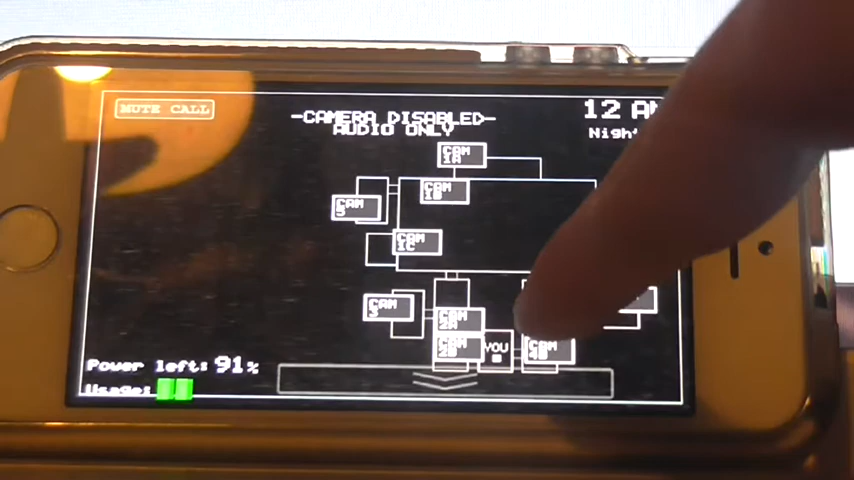 MUTE CALL
-CAMERA DISABLED-
AUDIO ONLY
12 AM
Nigh
CAM
1A
CAM
1B
CAM
5
CAM
1C
CAM
3
CAM
2A
CAM
2B
YOU
CAM
4B
Power left: 91%
Usage: